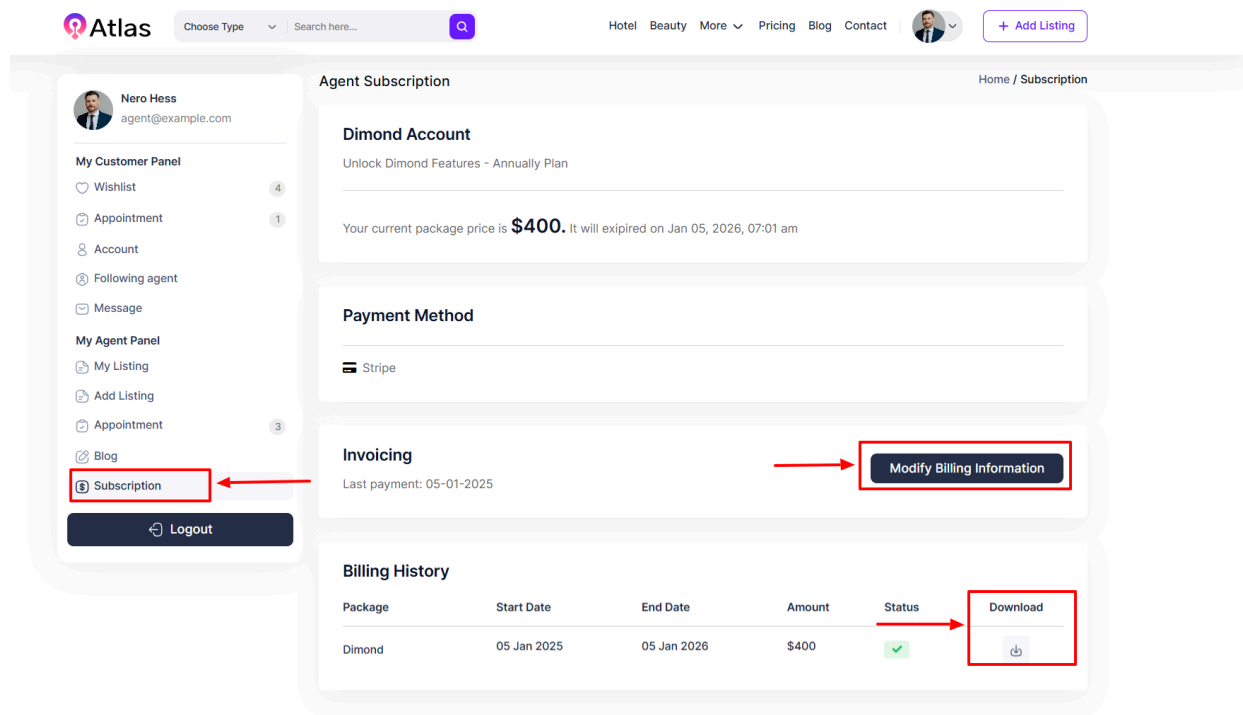 Atlas
Choose Type
Search here...
Hotel Beauty More Pricing Blog Contact
+ Add Listing
Nero Hess
agent@example.com
My Customer Panel
Wishlist 4
Appointment 1
Account
Following agent
Message
My Agent Panel
My Listing
Add Listing
Appointment 3
Blog
Subscription
Logout
Agent Subscription
Home / Subscription
Dimond Account
Unlock Dimond Features - Annually Plan
Your current package price is $400. It will exipired on Jan 05, 2026, 07:01 am
Payment Method
Stripe
Invoicing
Last payment: 05-01-2025
Modify Billing Information
Billing History
Package Start Date End Date Amount Status Download
Dimond 05 Jan 2025 05 Jan 2026 $400